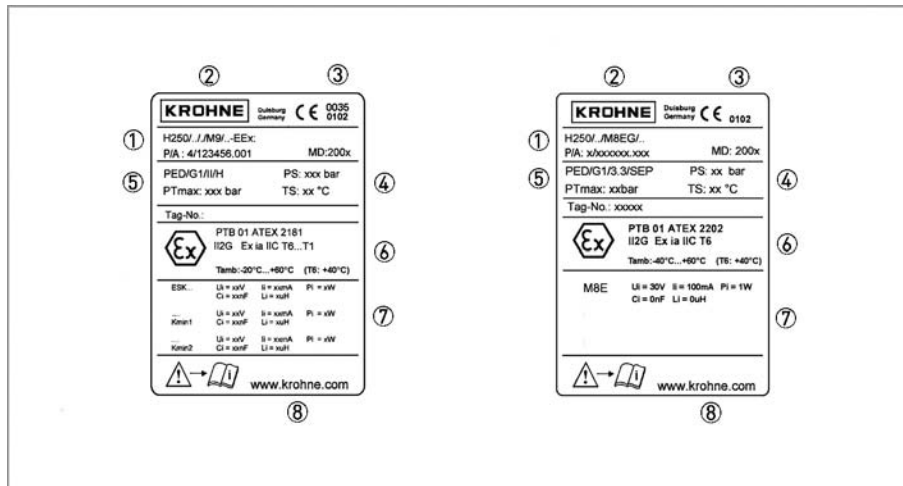 ② ③
KROHNE Duisburg Germany CE 0035 0102
① H250/../../M9/..-EEx:
P/A : 4/123456.001 MD:200x
⑤ PED/G1/II/H PS: xxx bar ④
PTmax: xxx bar TS: xx °C
Tag-No.:
Ex PTB 01 ATEX 2181
II2G Ex ia IIC T6...T1 ⑥
Tamb:-20°C...+60°C (T6: +40°C)
ESK... Ui = xxV Ii = xxmA Pi = xW
Ci = xxnF Li = xuH
.... Ui = xxV Ii = xxmA Pi = xW ⑦
Kmin1 Ci = xxnF Li = xuH
.... Ui = xxV Ii = xxmA Pi = xW
Kmin2 Ci = xxnF Li = xuH
www.krohne.com
⑧
② ③
KROHNE Duisburg Germany CE 0102
① H250/../M8EG/..
P/A: x/xxxxxx.xxx MD: 200x
⑤ PED/G1/3.3/SEP PS: xx bar ④
PTmax: xxbar TS: xx °C
Tag-No.: xxxxx
Ex PTB 01 ATEX 2202
II2G Ex ia IIC T6 ⑥
Tamb:-40°C...+60°C (T6: +40°C)
M8E Ui = 30V Ii = 100mA Pi = 1W
Ci = 0nF Li = 0uH
⑦
www.krohne.com
⑧